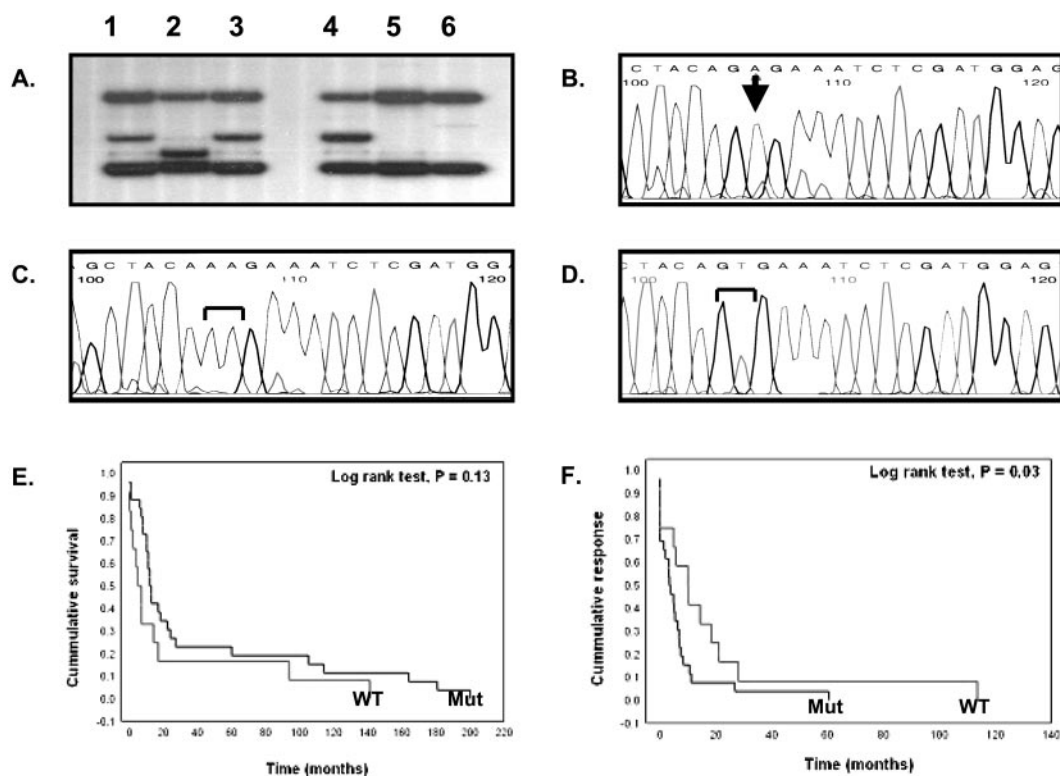 1 2 3 4 5 6
A.
B.
C T A C A G A G A A A T C T C G A T G G A G
100 110 120
C.
A G C T A C A A A G A A A T C T C G A T G G A
100 110 120
D.
C T A C A G T G A A A T C T C G A T G G A G
100 110 120
E.
Log rank test, P = 0.13
Cummulative survival
1.0
0.9
0.8
0.7
0.6
0.5
0.4
0.3
0.2
0.1
0.0
-0.1
WT Mut
0 20 40 60 80 100 120 140 160 180 200 220
Time (months)
F.
Log rank test, P = 0.03
Cummulative response
1.0
0.9
0.8
0.7
0.6
0.5
0.4
0.3
0.2
0.1
0.0
-0.1
Mut WT
0 20 40 60 80 100 120 140
Time (months)